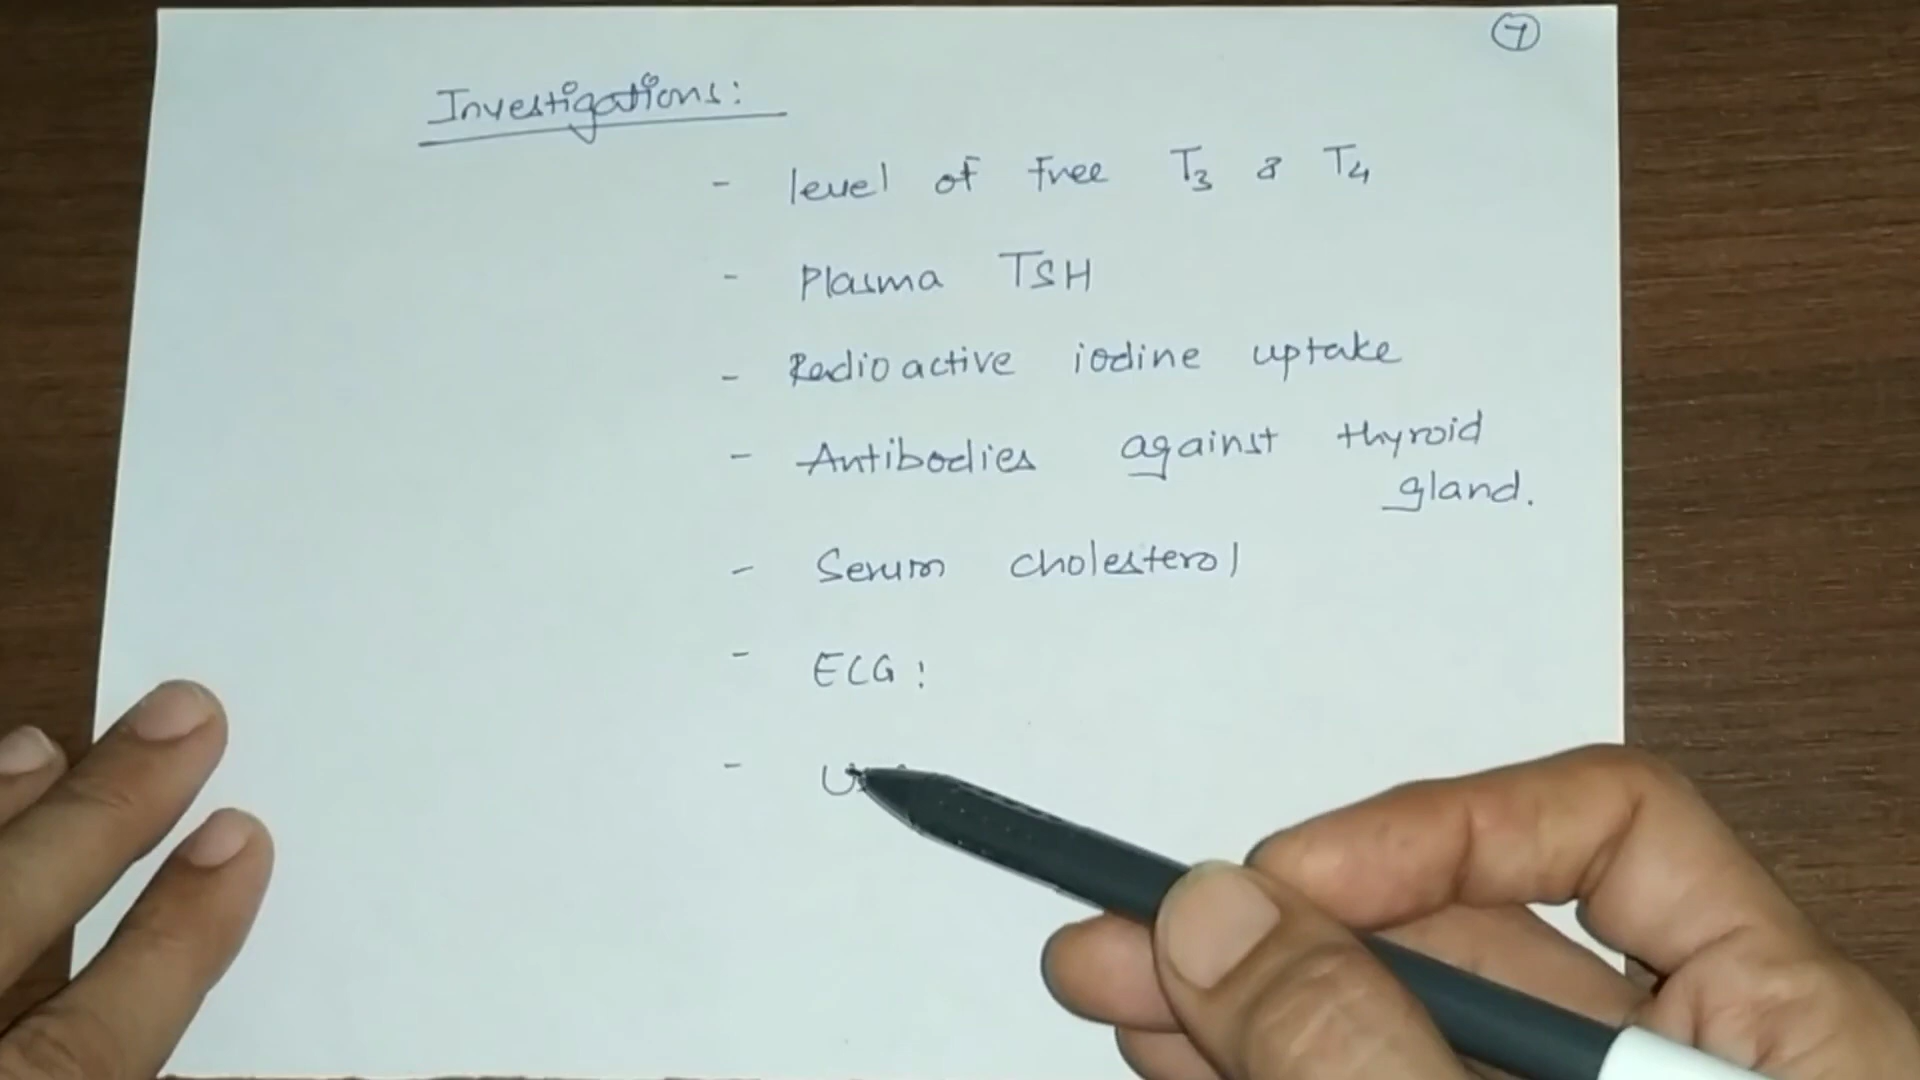 7
Investigations:
- level of free T3 & T4
- Plasma TSH
- Radioactive iodine uptake
- Antibodies against thyroid
gland.
- Serum cholesterol
- ECG:
-